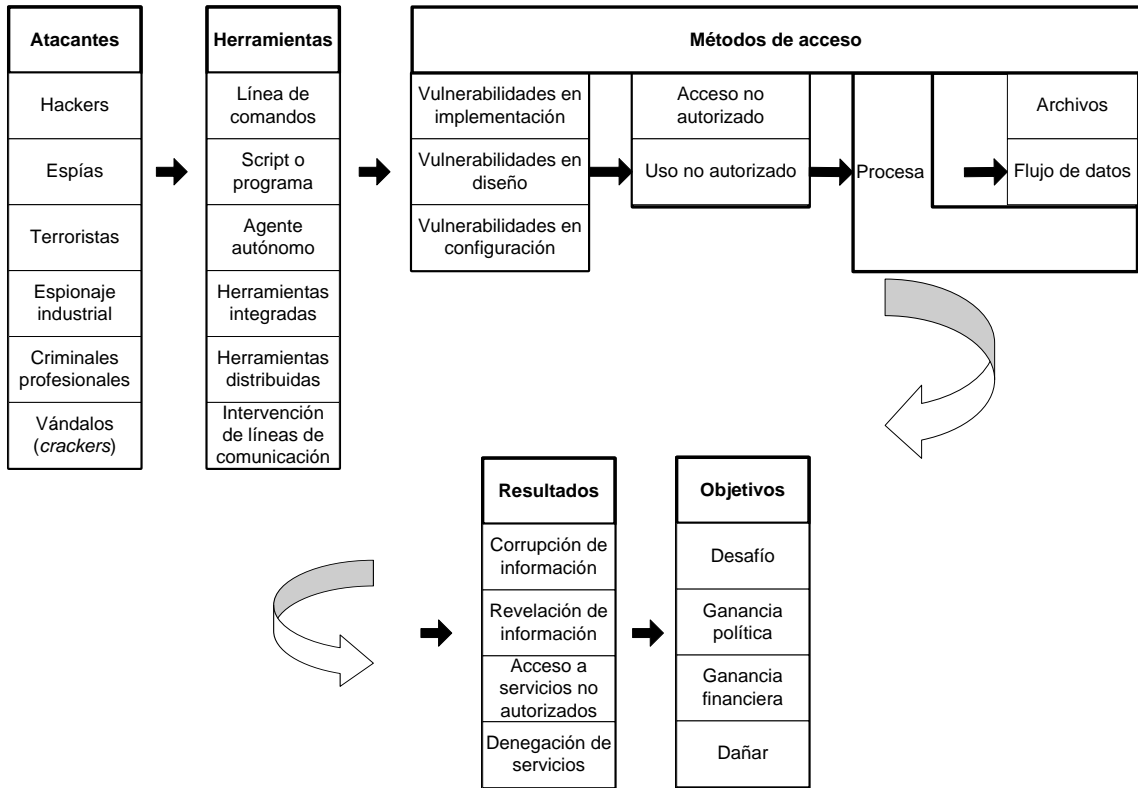 Atacantes
Hackers
Espías
Terroristas
Espionaje
industrial
Criminales
profesionales
Vándalos
(crackers)
Herramientas
Línea de
comandos
Script o
programa
Agente
autónomo
Herramientas
integradas
Herramientas
distribuidas
Intervención
de líneas de
comunicación
Métodos de acceso
Vulnerabilidades en
implementación
Vulnerabilidades en
diseño
Vulnerabilidades en
configuración
Acceso no
autorizado
Uso no autorizado
Procesa
Archivos
Flujo de datos
Resultados
Corrupción de
información
Revelación de
información
Acceso a
servicios no
autorizados
Denegación de
servicios
Objetivos
Desafío
Ganancia
política
Ganancia
financiera
Dañar